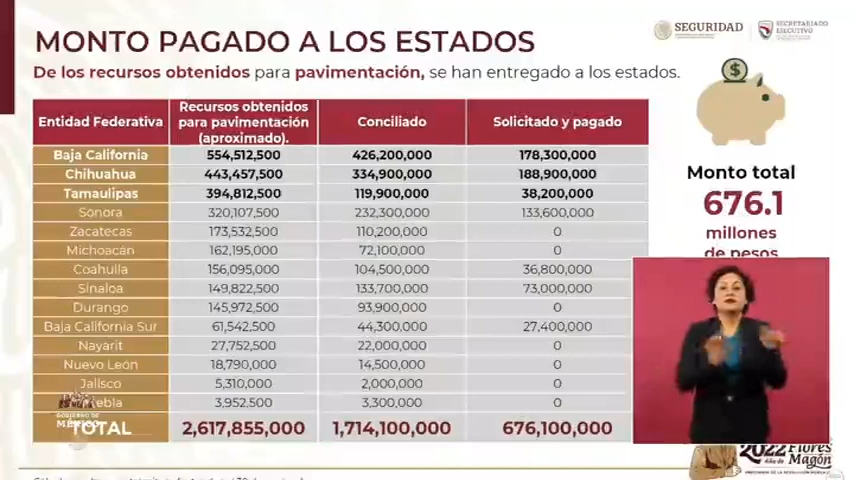 MONTO PAGADO A LOS ESTADOS
SEGURIDAD
SECRETARIADO
EJECUTIVO
De los recursos obtenidos para pavimentación, se han entregado a los estados.
Entidad Federativa Recursos obtenidos para pavimentación (aproximado). Conciliado Solicitado y pagado
Baja California 554,512,500 426,200,000 178,300,000
Chihuahua 443,457,500 334,900,000 188,900,000
Tamaulipas 394,812,500 119,900,000 38,200,000
Sonora 320,107,500 232,300,000 133,600,000
Zacatecas 173,532,500 110,200,000 0
Michoacán 162,195,000 72,100,000 0
Coahuila 156,095,000 104,500,000 36,800,000
Sinaloa 149,822,500 133,700,000 73,000,000
Durango 145,972,500 93,900,000 0
Baja California Sur 61,542,500 44,300,000 27,400,000
Nayarit 27,752,500 22,000,000 0
Nuevo León 18,790,000 14,500,000 0
Jalisco 5,310,000 2,000,000 0
ebla 3,952,500 3,300,000 0
TOTAL 2,617,855,000 1,714,100,000 676,100,000
GOBIERNO DE
MÉXICO
$
Monto total
676.1
millones
de pesos
2022 Flores
Año de Magón